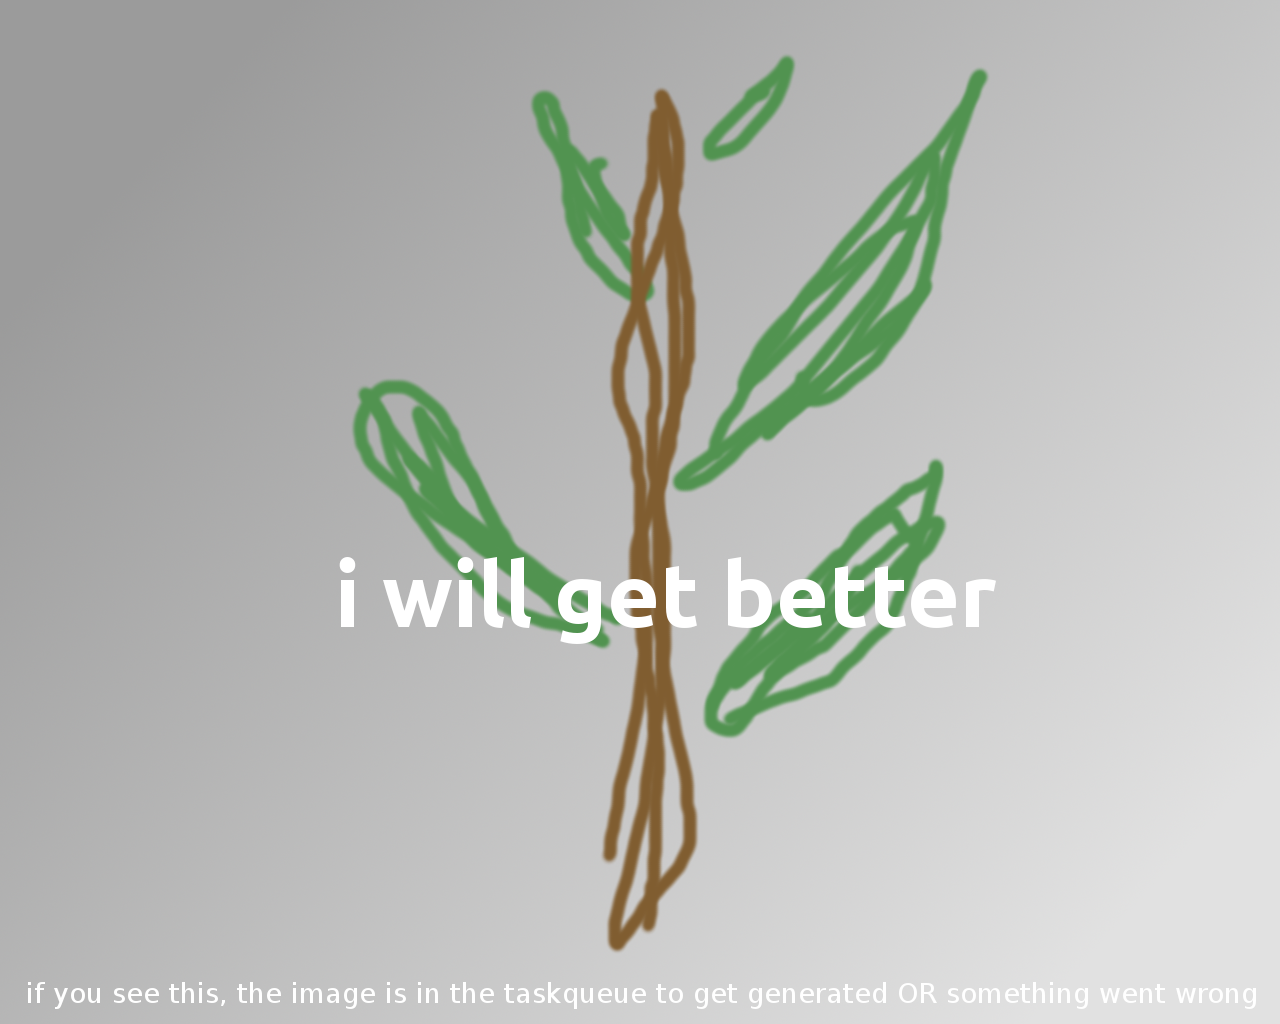 i will get better
if you see this, the image is in the taskqueue to get generated OR something went wrong